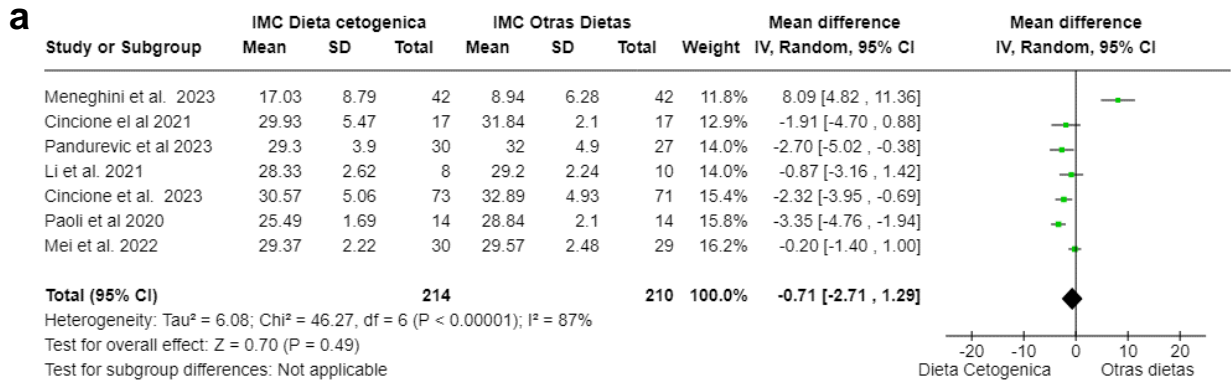 a
IMC Dieta cetogenica IMC Otras Dietas Mean difference Mean difference
Study or Subgroup Mean SD Total Mean SD Total Weight IV, Random, 95% CI IV, Random, 95% CI
Meneghini et al. 2023 17.03 8.79 42 8.94 6.28 42 11.8% 8.09 [4.82 , 11.36]
Cincione el al 2021 29.93 5.47 17 31.84 2.1 17 12.9% -1.91 [-4.70 , 0.88]
Pandurevic et al 2023 29.3 3.9 30 32 4.9 27 14.0% -2.70 [-5.02 , -0.38]
Li et al. 2021 28.33 2.62 8 29.2 2.24 10 14.0% -0.87 [-3.16 , 1.42]
Cincione et al. 2023 30.57 5.06 73 32.89 4.93 71 15.4% -2.32 [-3.95 , -0.69]
Paoli et al 2020 25.49 1.69 14 28.84 2.1 14 15.8% -3.35 [-4.76 , -1.94]
Mei et al. 2022 29.37 2.22 30 29.57 2.48 29 16.2% -0.20 [-1.40 , 1.00]
Total (95% CI) 214 210 100.0% -0.71 [-2.71 , 1.29]
Heterogeneity: Tau² = 6.08; Chi² = 46.27, df = 6 (P < 0.00001); I² = 87%
Test for overall effect: Z = 0.70 (P = 0.49)
Test for subgroup differences: Not applicable
-20 -10 0 10 20
Dieta Cetogenica Otras dietas